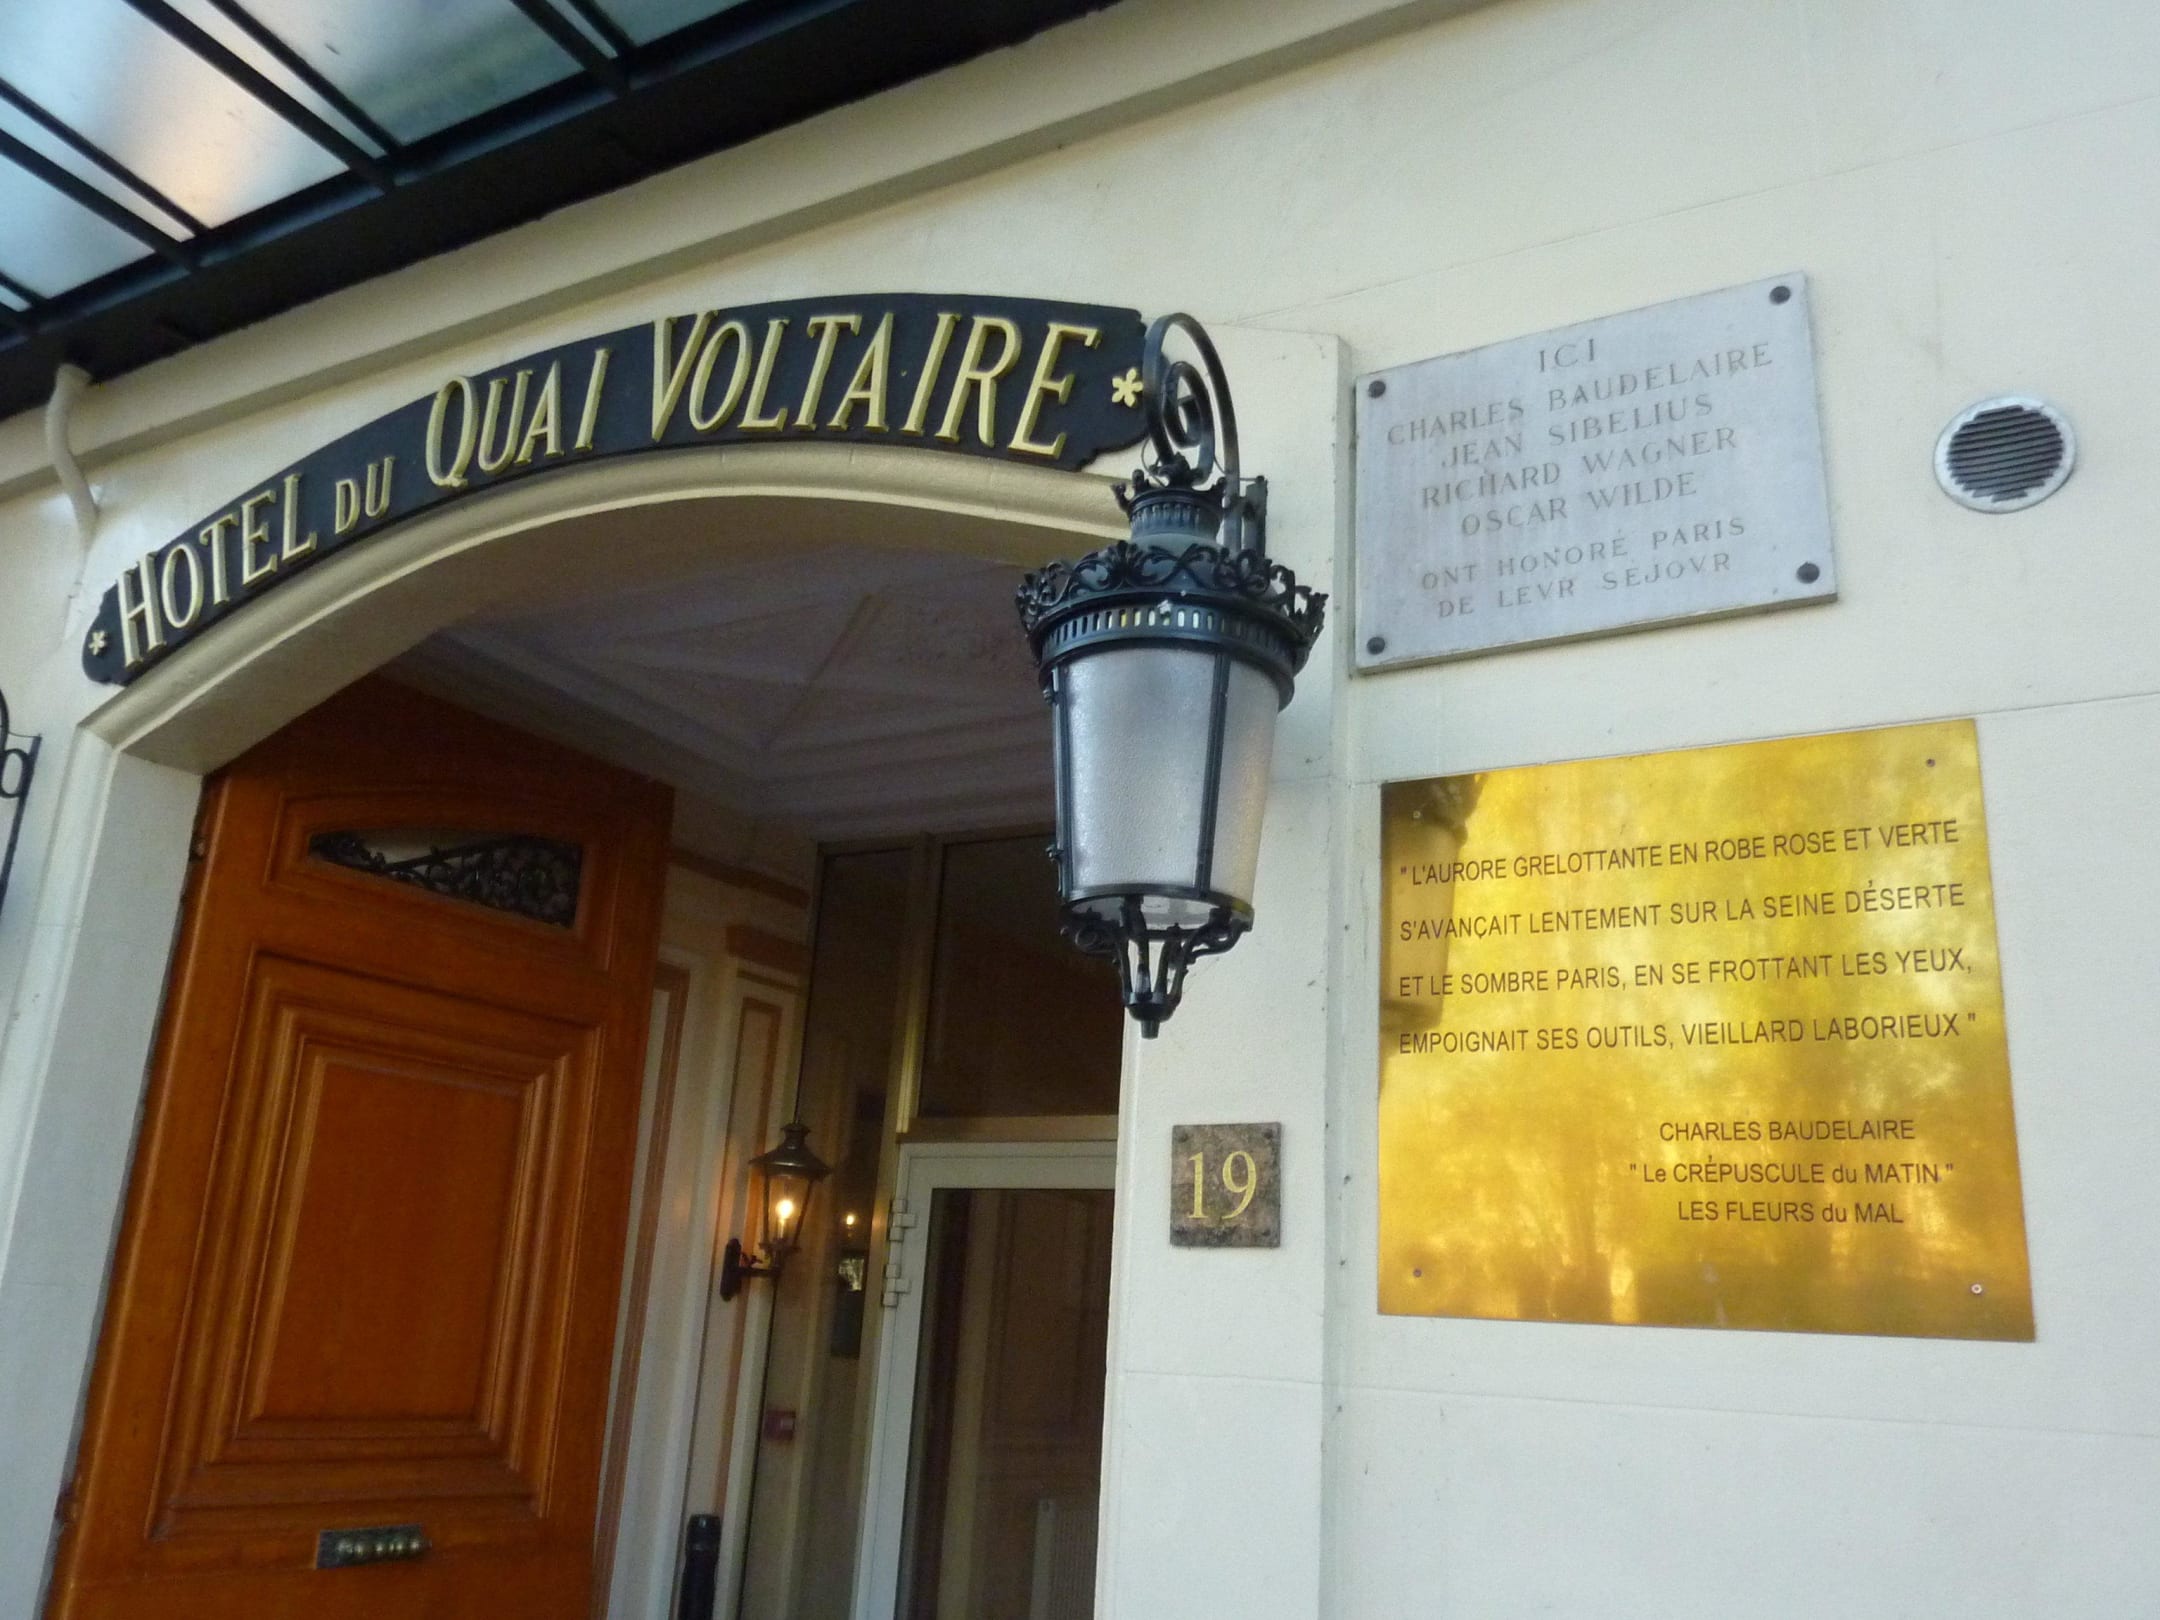 HOTEL DU QUAI VOLTAIRE
ICI
CHARLES BAUDELAIRE
JEAN SIBELIUS
RICHARD WAGNER
OSCAR WILDE
ONT HONORÉ PARIS
DE LEVR SEJOVR
" L'AURORE GRELOTTANTE EN ROBE ROSE ET VERTE
S'AVANÇAIT LENTEMENT SUR LA SEINE DÉSERTE
ET LE SOMBRE PARIS, EN SE FROTTANT LES YEUX,
EMPOIGNAIT SES OUTILS, VIEILLARD LABORIEUX "
CHARLES BAUDELAIRE
" Le CRÉPUSCULE du MATIN "
LES FLEURS du MAL
19